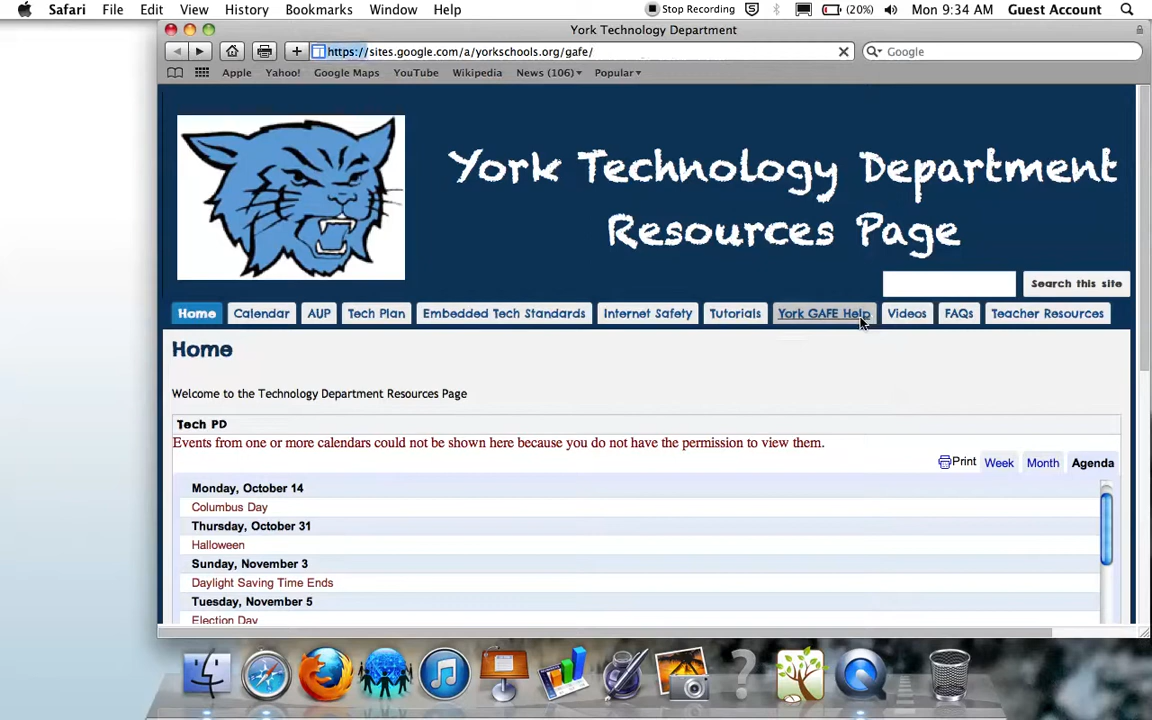 Safari File Edit View History Bookmarks Window Help Stop Recording (20%) Mon 9:34 AM Guest Account
York Technology Department
https://sites.google.com/a/yorkschools.org/gafe/ Google
Apple Yahoo! Google Maps YouTube Wikipedia News (106) Popular
York Technology Department
Resources Page
Search this site
Home Calendar AUP Tech Plan Embedded Tech Standards Internet Safety Tutorials York GAFE Help Videos FAQs Teacher Resources
Home
Welcome to the Technology Department Resources Page
Tech PD
Events from one or more calendars could not be shown here because you do not have the permission to view them.
Print Week Month Agenda
Monday, October 14
Columbus Day
Thursday, October 31
Halloween
Sunday, November 3
Daylight Saving Time Ends
Tuesday, November 5
Election Day
?